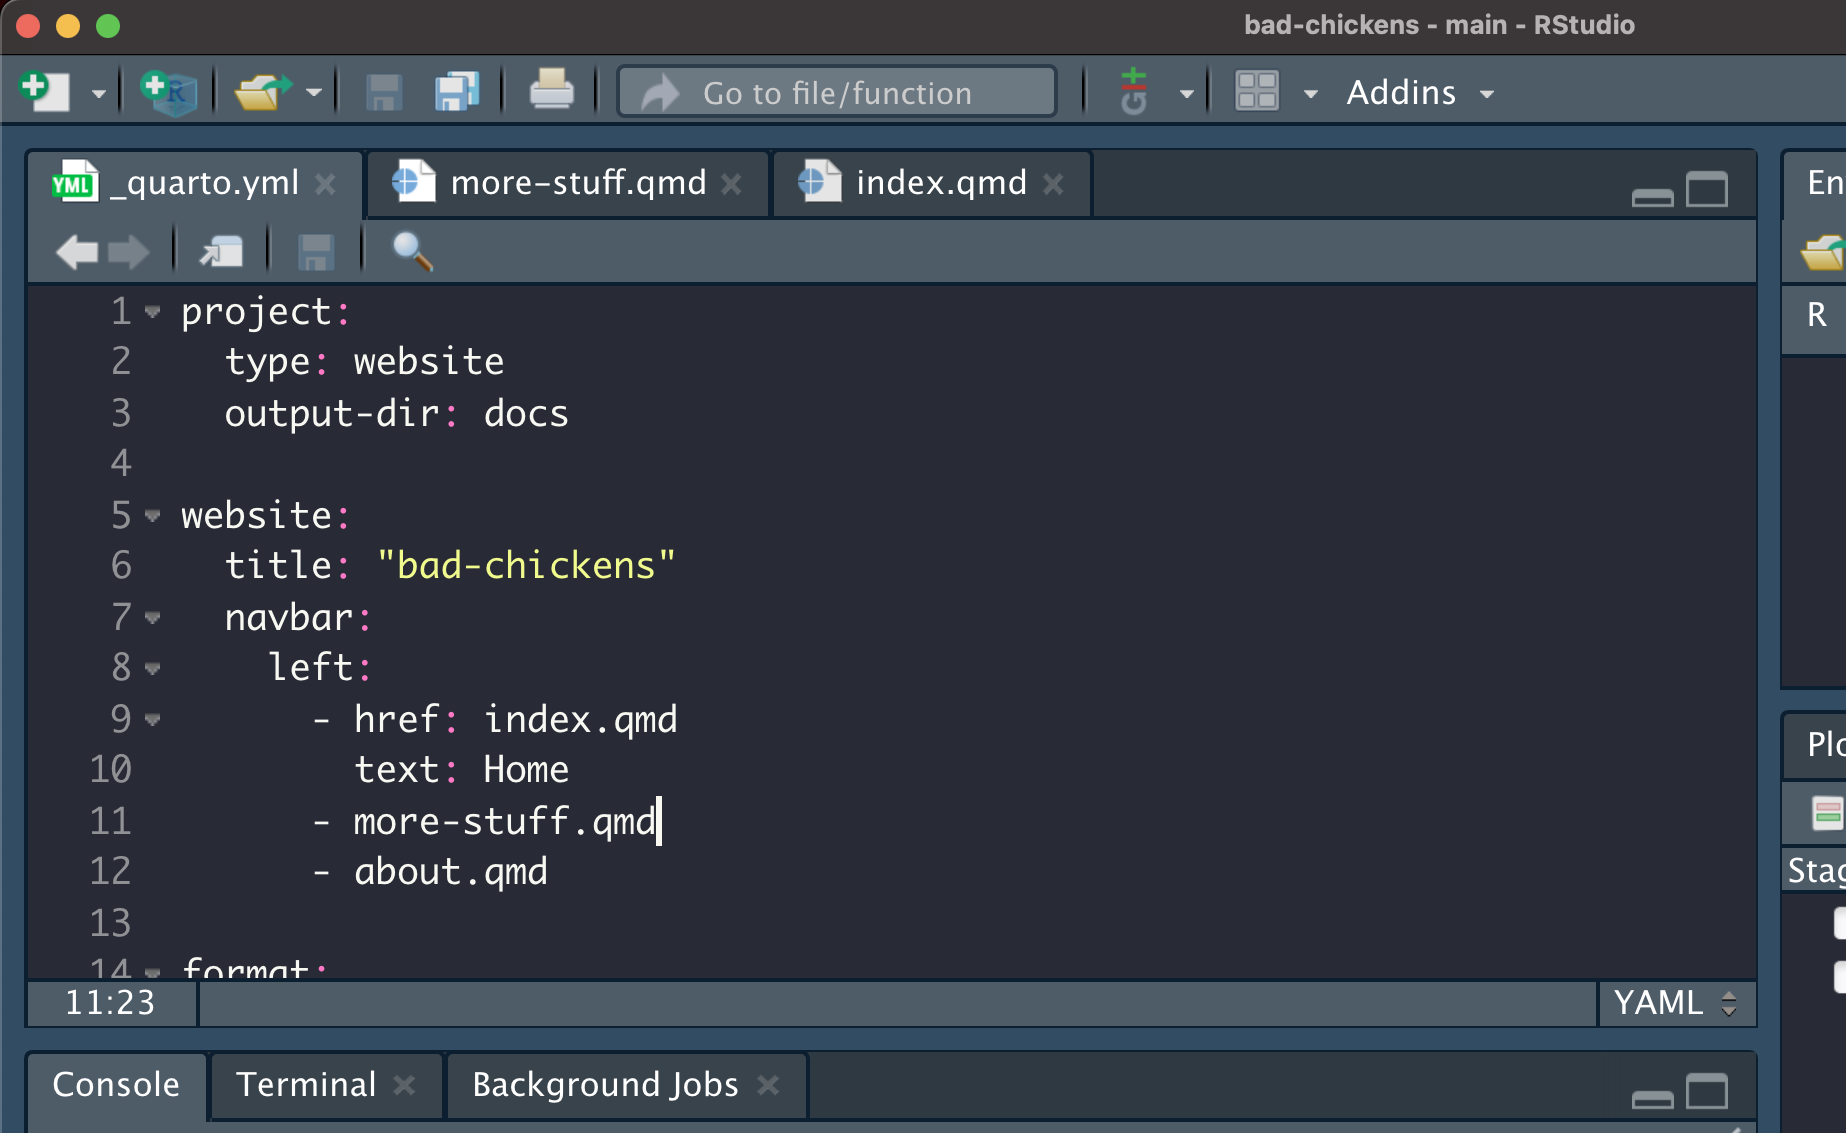 bad-chickens - main - RStudio
Go to file/function
Addins
_quarto.yml
more-stuff.qmd
index.qmd
1 project:
2 type: website
3 output-dir: docs
4
5 website:
6 title: "bad-chickens"
7 navbar:
8 left:
9 - href: index.qmd
10 text: Home
11 - more-stuff.qmd
12 - about.qmd
13
14 format:
11:23
YAML
Console
Terminal
Background Jobs
R